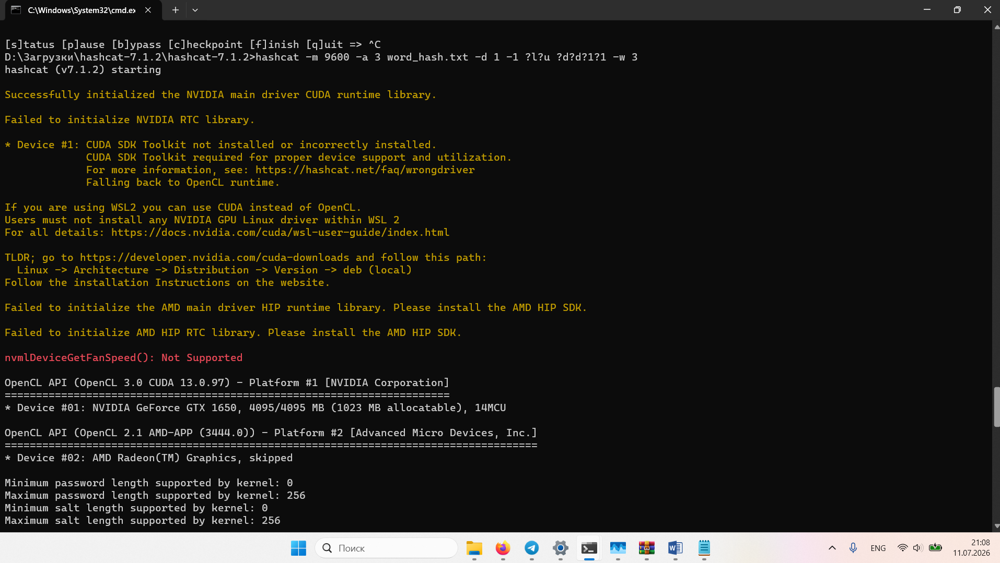 C:\Windows\System32\cmd.ex
[s]tatus [p]ause [b]ypass [c]heckpoint [f]inish [q]uit => ^C
D:\Загрузки\hashcat-7.1.2\hashcat-7.1.2>hashcat -m 9600 -a 3 word_hash.txt -d 1 -1 ?l?u ?d?d?1?1 -w 3
hashcat (v7.1.2) starting
Successfully initialized the NVIDIA main driver CUDA runtime library.
Failed to initialize NVIDIA RTC library.
* Device #1: CUDA SDK Toolkit not installed or incorrectly installed.
CUDA SDK Toolkit required for proper device support and utilization.
For more information, see: https://hashcat.net/faq/wrongdriver
Falling back to OpenCL runtime.
If you are using WSL2 you can use CUDA instead of OpenCL.
Users must not install any NVIDIA GPU Linux driver within WSL 2
For all details: https://docs.nvidia.com/cuda/wsl-user-guide/index.html
TLDR; go to https://developer.nvidia.com/cuda-downloads and follow this path:
Linux -> Architecture -> Distribution -> Version -> deb (local)
Follow the installation Instructions on the website.
Failed to initialize the AMD main driver HIP runtime library. Please install the AMD HIP SDK.
Failed to initialize AMD HIP RTC library. Please install the AMD HIP SDK.
nvmlDeviceGetFanSpeed(): Not Supported
OpenCL API (OpenCL 3.0 CUDA 13.0.97) - Platform #1 [NVIDIA Corporation]
=======================================================================
* Device #01: NVIDIA GeForce GTX 1650, 4095/4095 MB (1023 MB allocatable), 14MCU
OpenCL API (OpenCL 2.1 AMD-APP (3444.0)) - Platform #2 [Advanced Micro Devices, Inc.]
=====================================================================================
* Device #02: AMD Radeon(TM) Graphics, skipped
Minimum password length supported by kernel: 0
Maximum password length supported by kernel: 256
Minimum salt length supported by kernel: 0
Maximum salt length supported by kernel: 256
Поиск
ENG
21:08
11.07.2026